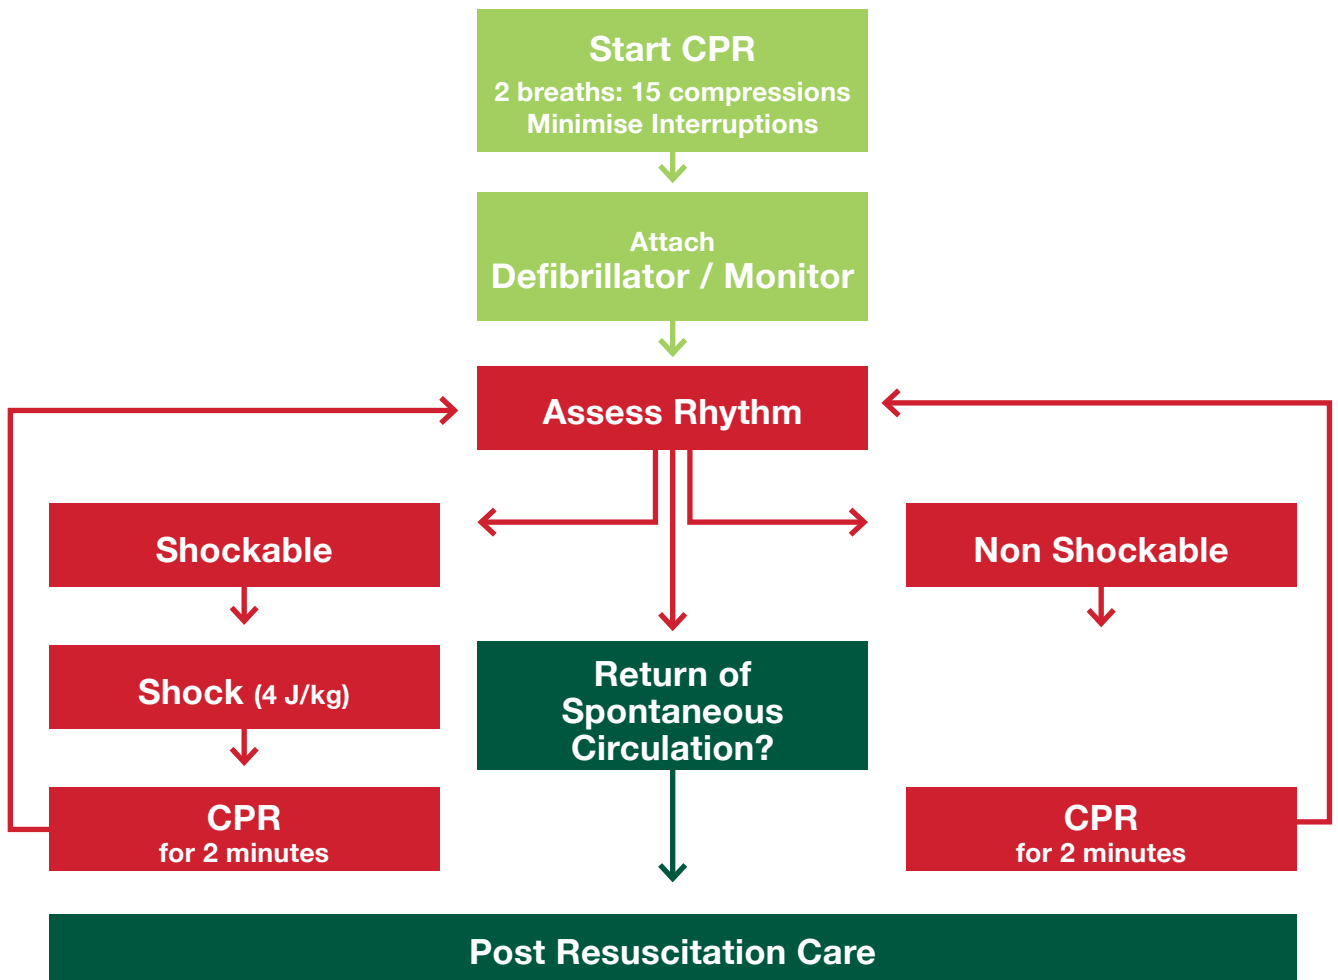 Start CPR
2 breaths: 15 compressions
Minimise Interruptions
Attach
Defibrillator / Monitor
Assess Rhythm
Shockable
Non Shockable
Shock (4 J/kg)
Return of
Spontaneous
Circulation?
CPR
for 2 minutes
CPR
for 2 minutes
Post Resuscitation Care